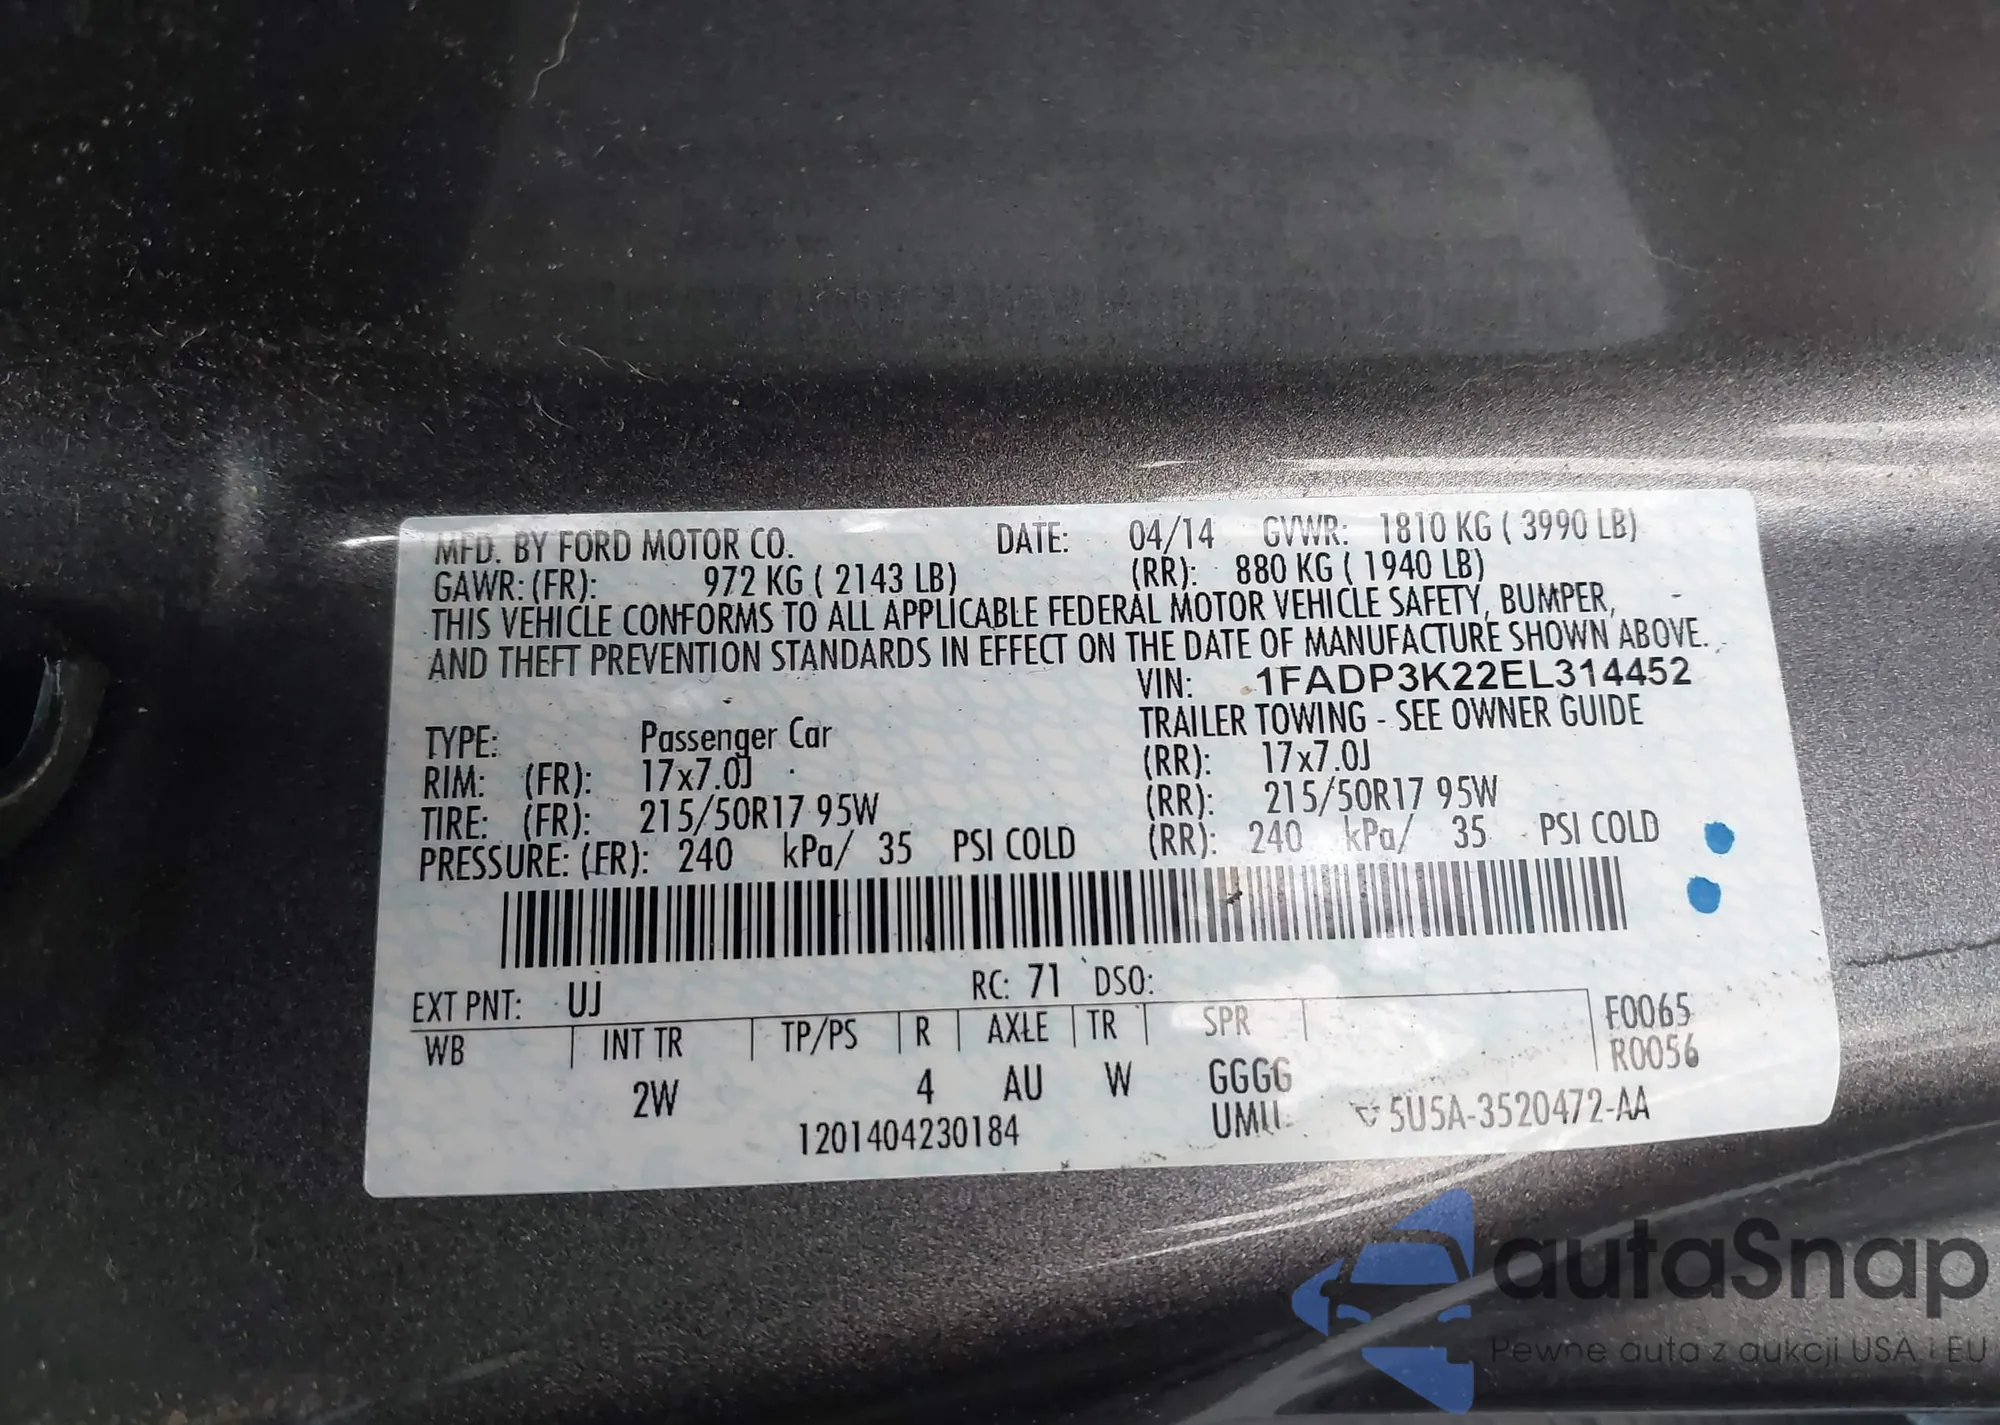 MFD. BY FORD MOTOR CO. DATE: 04/14 GVWR: 1810 KG ( 3990 LB)
GAWR: (FR): 972 KG ( 2143 LB) (RR): 880 KG ( 1940 LB)
THIS VEHICLE CONFORMS TO ALL APPLICABLE FEDERAL MOTOR VEHICLE SAFETY, BUMPER,
AND THEFT PREVENTION STANDARDS IN EFFECT ON THE DATE OF MANUFACTURE SHOWN ABOVE.
VIN: 1FADP3K22EL314452
TYPE: Passenger Car TRAILER TOWING - SEE OWNER GUIDE
RIM: (FR): 17x7.0J (RR): 17x7.0J
TIRE: (FR): 215/50R17 95W (RR): 215/50R17 95W
PRESSURE: (FR): 240 kPa/ 35 PSI COLD (RR): 240 kPa/ 35 PSI COLD
EXT PNT: UJ RC: 71 DSO:
WB INT TR TP/PS R AXLE TR SPR F0065
R0056
2W 4 AU W GGGG
1201404230184 UMU 5U5A-3520472-AA
autaSnap
Pewne auta z aukcji USA i EU